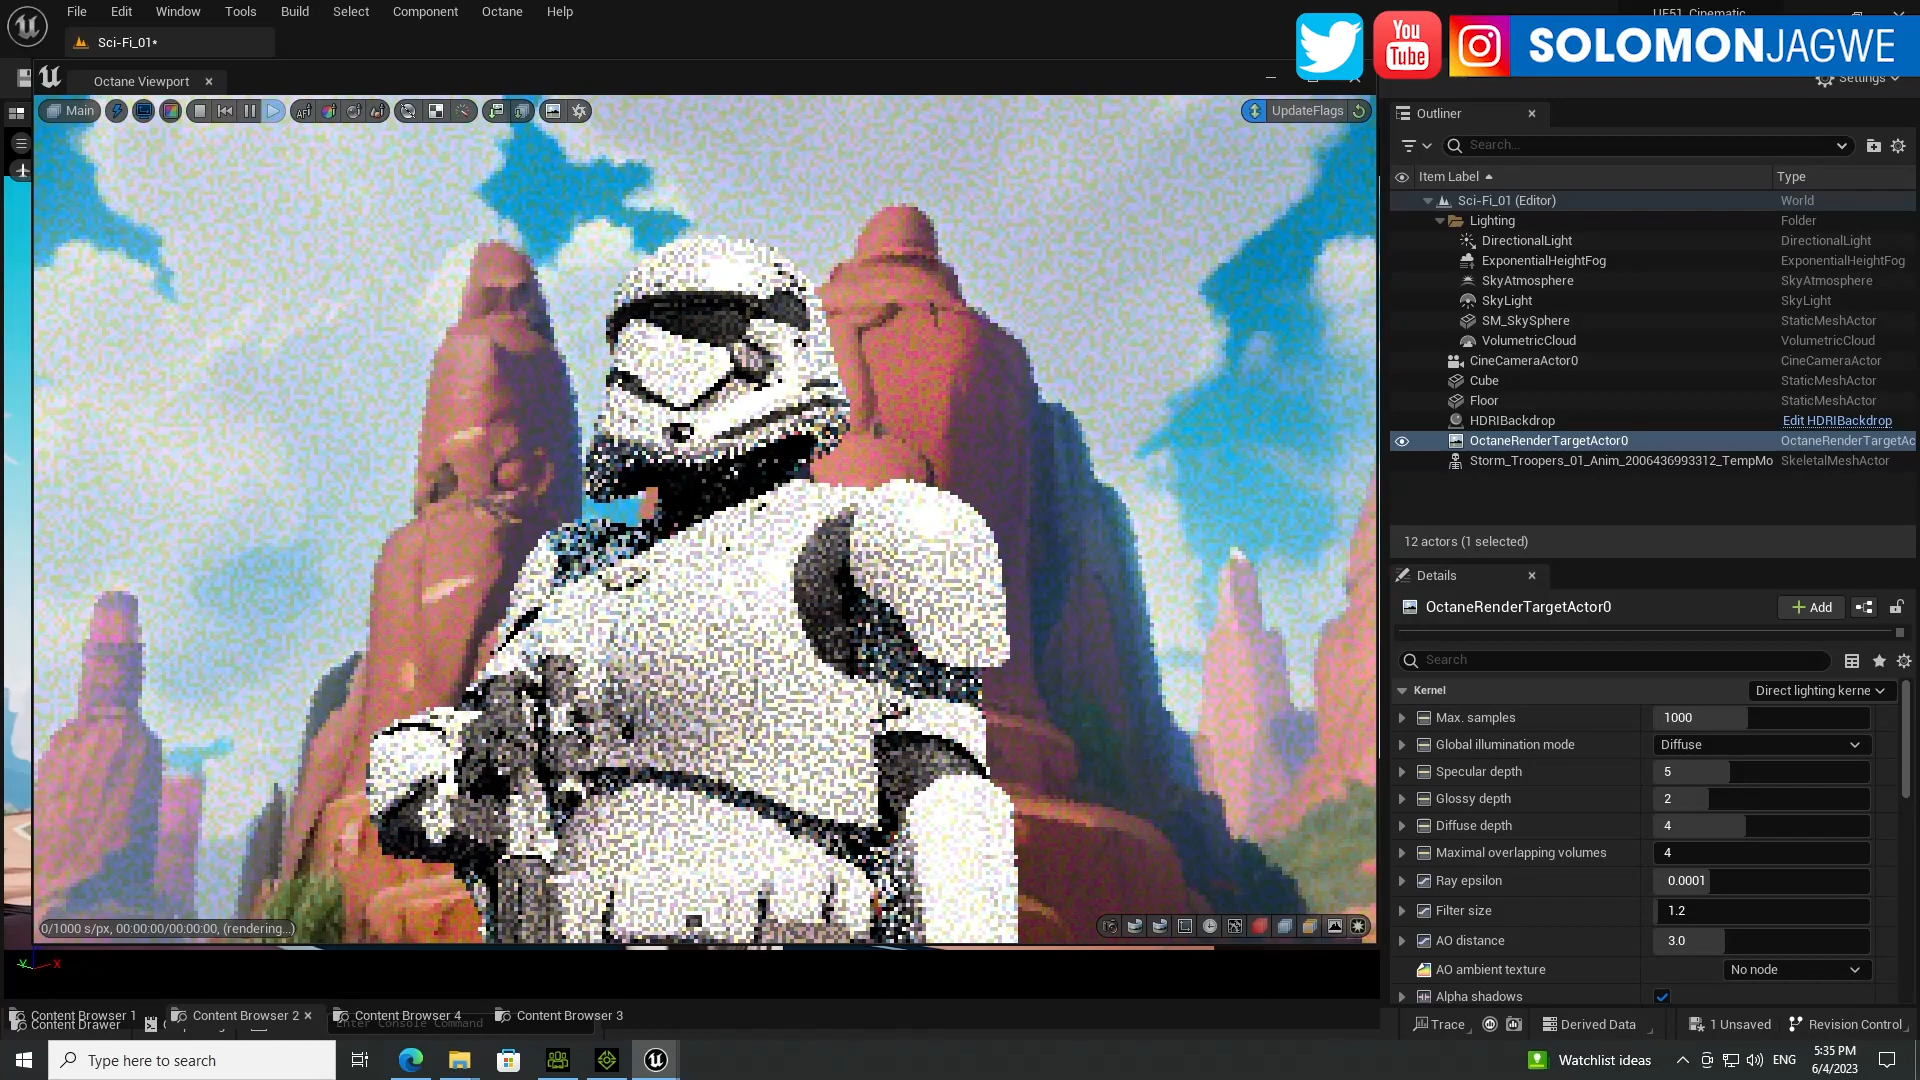 File Edit Window Tools Build Select Component Octane Help
Sci-Fi_01*
You Tube
SOLOMONJAGWE
Octane Viewport
Settings
Main
UpdateFlags
Outliner
Search...
Item Label Type
Sci-Fi_01 (Editor) World
Lighting Folder
DirectionalLight DirectionalLight
ExponentialHeightFog ExponentialHeightFog
SkyAtmosphere SkyAtmosphere
SkyLight SkyLight
SM_SkySphere StaticMeshActor
VolumetricCloud VolumetricCloud
CineCameraActor0 CineCameraActor
Cube StaticMeshActor
Floor StaticMeshActor
HDRIBackdrop Edit HDRIBackdrop
OctaneRenderTargetActor0 OctaneRenderTargetAc
Storm_Troopers_01_Anim_2006436993312_TempMo SkeletalMeshActor
12 actors (1 selected)
Details
OctaneRenderTargetActor0 Add
Search
Kernel Direct lighting kerne
Max. samples 1000
Global illumination mode Diffuse
Specular depth 5
Glossy depth 2
Diffuse depth 4
Maximal overlapping volumes 4
Ray epsilon 0.0001
Filter size 1.2
AO distance 3.0
AO ambient texture No node
Alpha shadows
0/1000 s/px, 00:00:00/00:00:00, (rendering...)
Y X
Content Browser 1 Content Browser 2 Content Browser 4 Content Browser 3
Content Drawer Enter Console Command
Trace Derived Data 1 Unsaved Revision Control
Type here to search
Watchlist ideas ENG 5:35 PM
6/4/2023